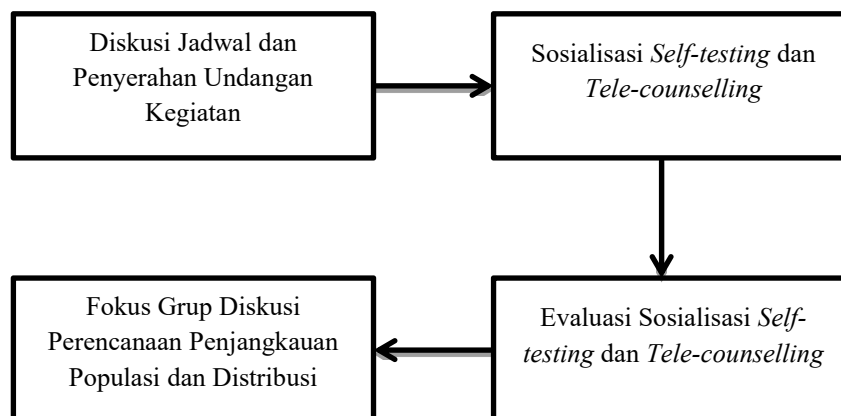 Diskusi Jadwal dan
Penyerahan Undangan
Kegiatan
Sosialisasi Self-testing dan
Tele-counselling
Evaluasi Sosialisasi Self-
testing dan Tele-counselling
Fokus Grup Diskusi
Perencanaan Penjangkauan
Populasi dan Distribusi